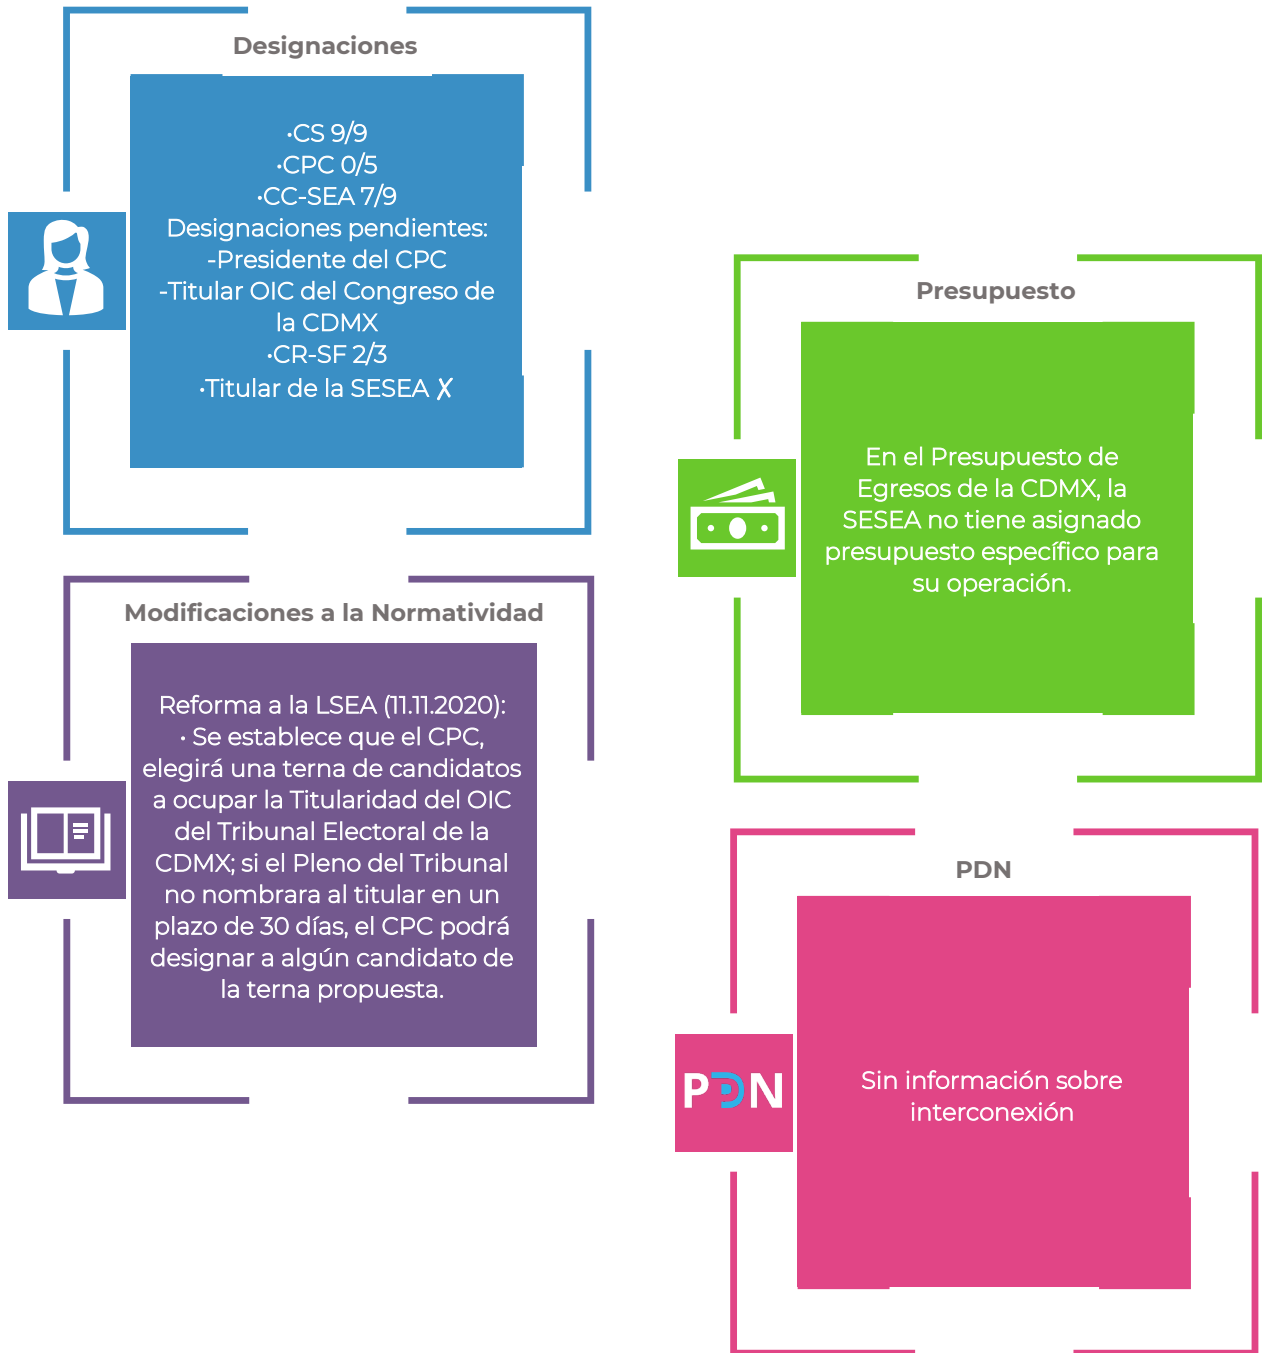 Designaciones
•CS 9/9
•CPC 0/5
•CC-SEA 7/9
Designaciones pendientes:
-Presidente del CPC
-Titular OIC del Congreso de
la CDMX
•CR-SF 2/3
•Titular de la SESEA ✗
Modificaciones a la Normatividad
Reforma a la LSEA (11.11.2020):
• Se establece que el CPC,
elegirá una terna de candidatos
a ocupar la Titularidad del OIC
del Tribunal Electoral de la
CDMX; si el Pleno del Tribunal
no nombrara al titular en un
plazo de 30 días, el CPC podrá
designar a algún candidato de
la terna propuesta.
Presupuesto
En el Presupuesto de
Egresos de la CDMX, la
SESEA no tiene asignado
presupuesto específico para
su operación.
PDN
PDN
Sin información sobre
interconexión